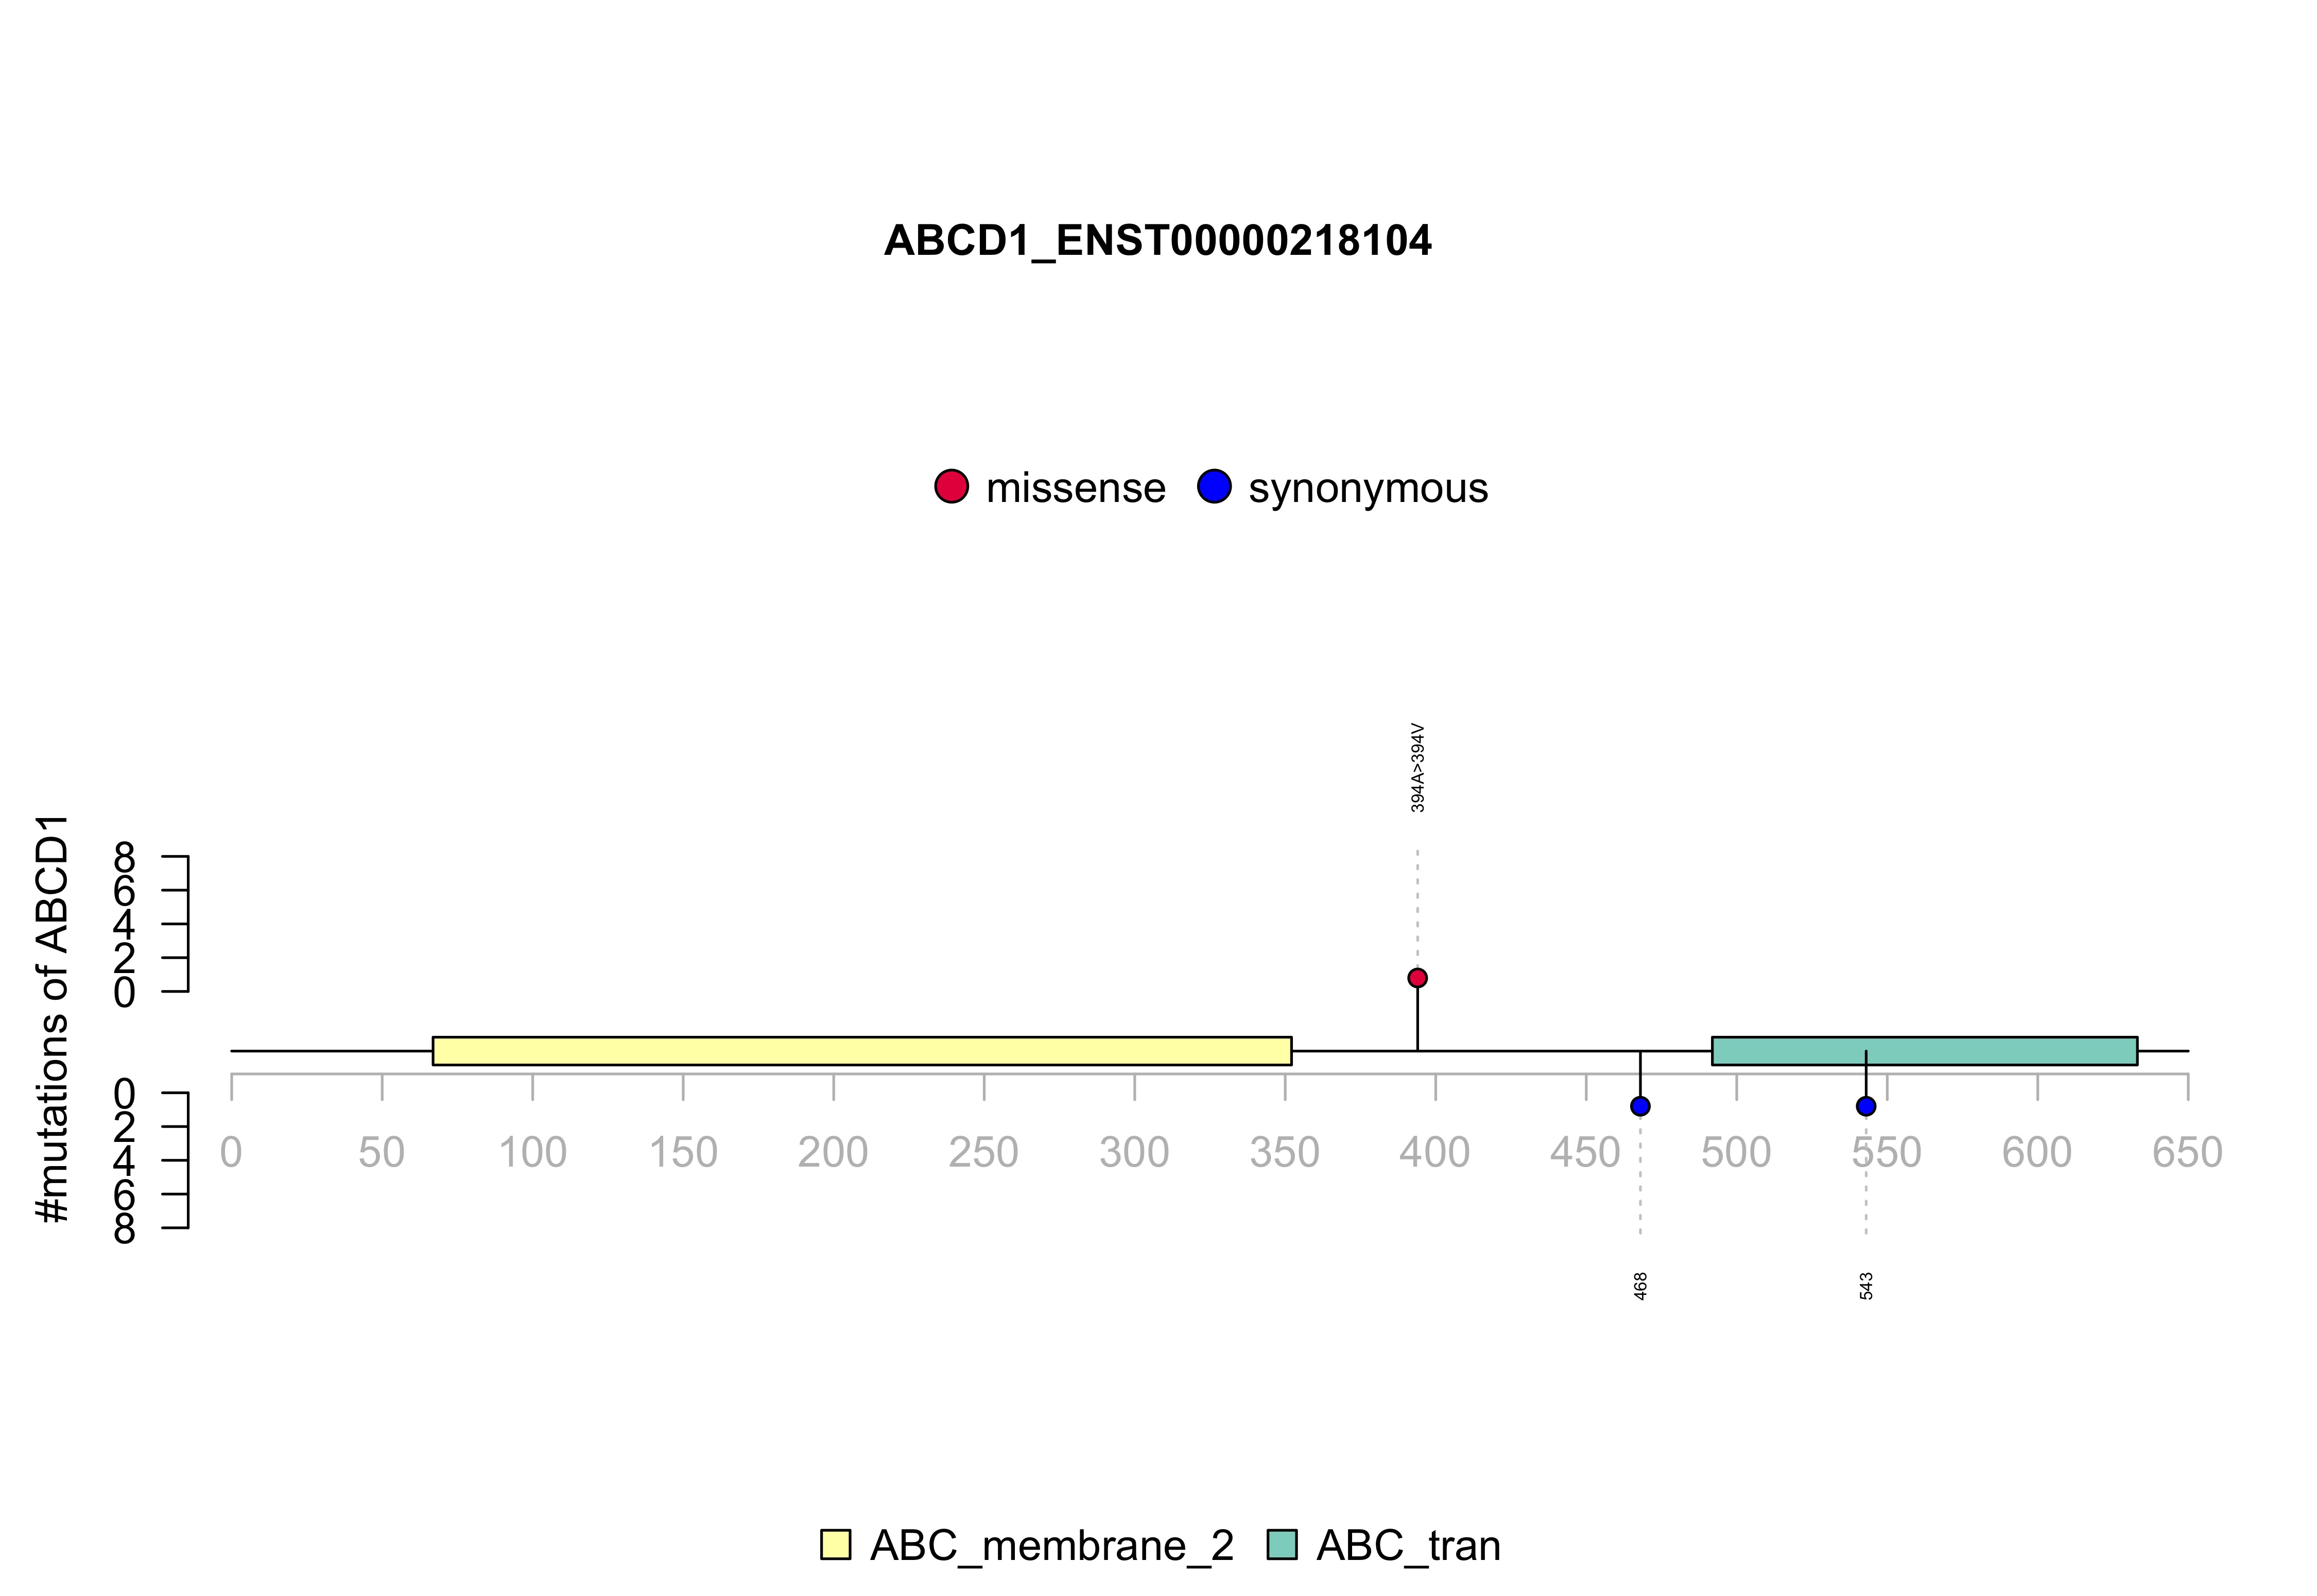 ABCD1_ENST00000218104
missense synonymous
394A>394V
#mutations of ABCD1
8
6
4
2
0
0
2
4
6
8
0 50 100 150 200 250 300 350 400 450 500 550 600 650
468 543
ABC_membrane_2 ABC_tran